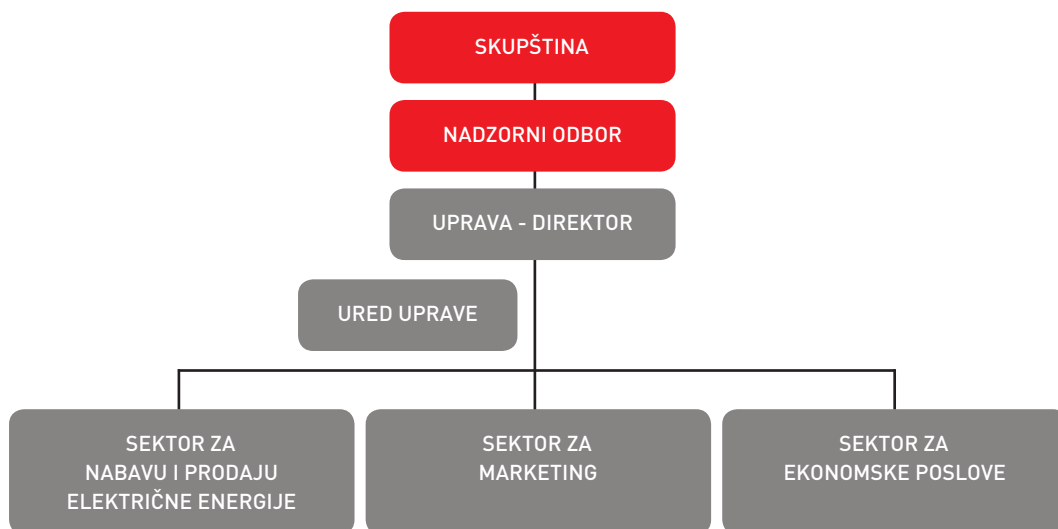 SKUPŠTINA
NADZORNI ODBOR
UPRAVA - DIREKTOR
URED UPRAVE
SEKTOR ZA
NABAVU I PRODAJU
ELEKTRIČNE ENERGIJE
SEKTOR ZA
MARKETING
SEKTOR ZA
EKONOMSKE POSLOVE